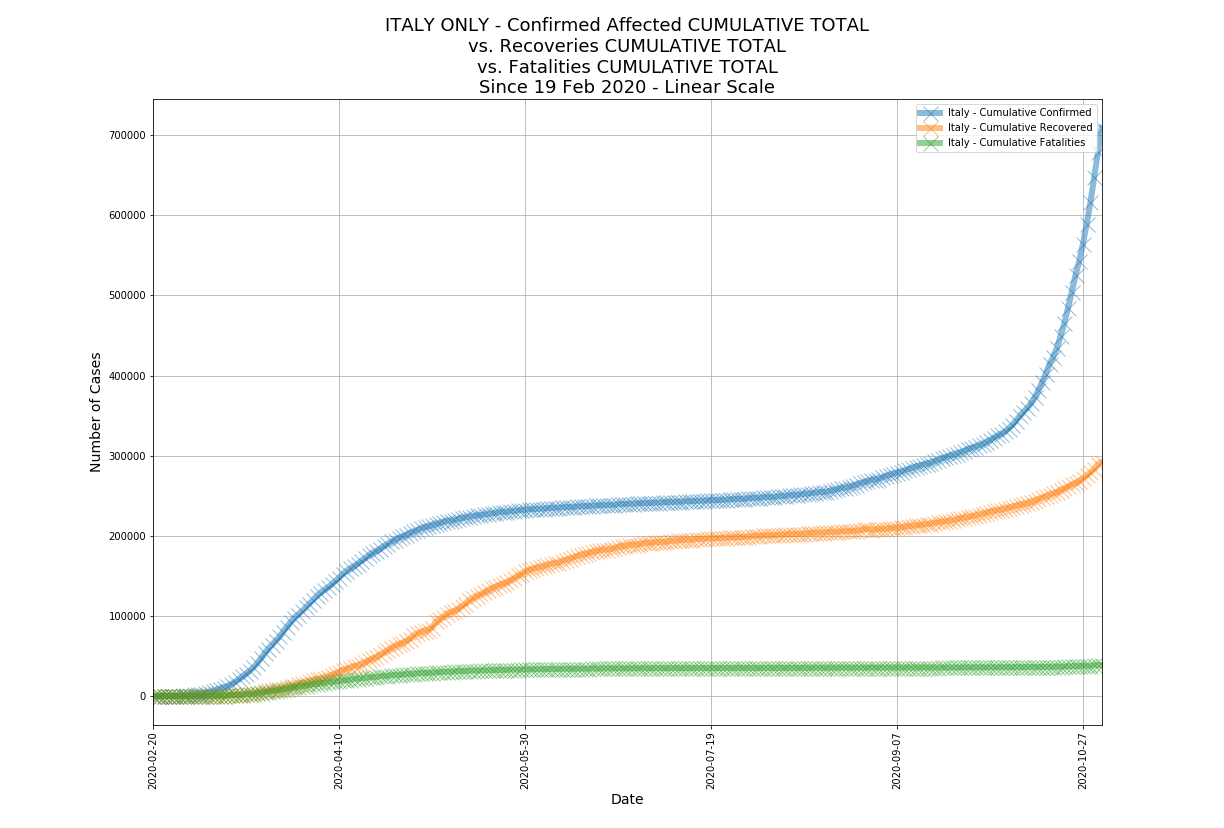 ITALY ONLY - Confirmed Affected CUMULATIVE TOTAL
vs. Recoveries CUMULATIVE TOTAL
vs. Fatalities CUMULATIVE TOTAL
Since 19 Feb 2020 - Linear Scale
Italy - Cumulative Confirmed
Italy - Cumulative Recovered
Italy - Cumulative Fatalities
Number of Cases
700000
600000
500000
400000
300000
200000
100000
0
2020-02-20
2020-04-10
2020-05-30
2020-07-19
2020-09-07
2020-10-27
Date